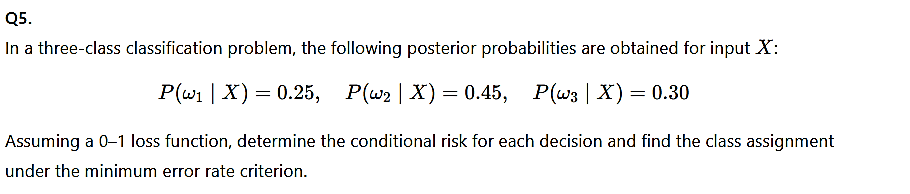 Q5.
In a three-class classification problem, the following posterior probabilities are obtained for input X:
P(ω₁ | X) = 0.25,  P(ω₂ | X) = 0.45,  P(ω₃ | X) = 0.30
Assuming a 0–1 loss function, determine the conditional risk for each decision and find the class assignment
under the minimum error rate criterion.